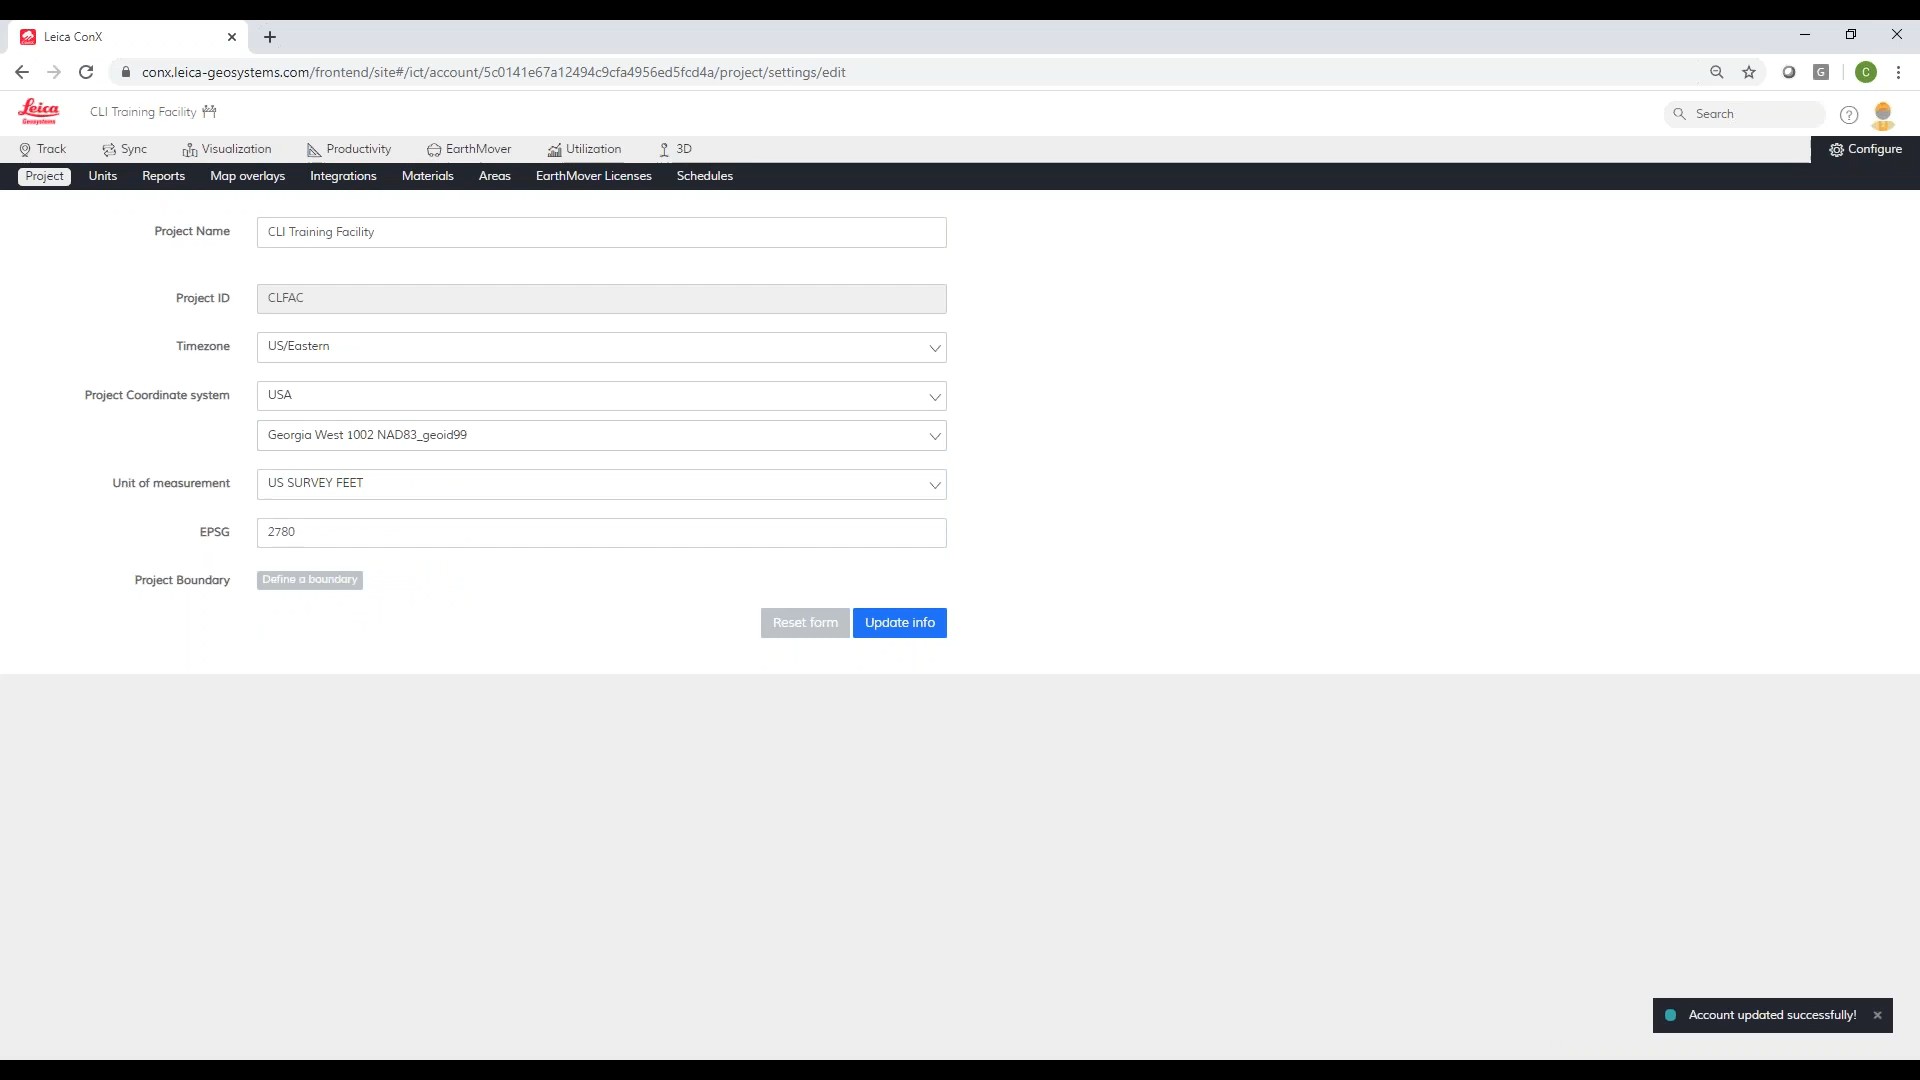 Leica ConX
conx.leica-geosystems.com/frontend/site#/ict/account/5c0141e67a12494c9cfa4956ed5fcd4a/project/settings/edit
G
C
Leica
Geosystems
CLI Training Facility
Search
?
Track
Sync
Visualization
Productivity
EarthMover
Utilization
3D
Configure
Project
Units
Reports
Map overlays
Integrations
Materials
Areas
EarthMover Licenses
Schedules
Project Name
CLI Training Facility
Project ID
CLFAC
Timezone
US/Eastern
Project Coordinate system
USA
Georgia West 1002 NAD83_geoid99
Unit of measurement
US SURVEY FEET
EPSG
2780
Project Boundary
Define a boundary
Reset form
Update info
Account updated successfully!